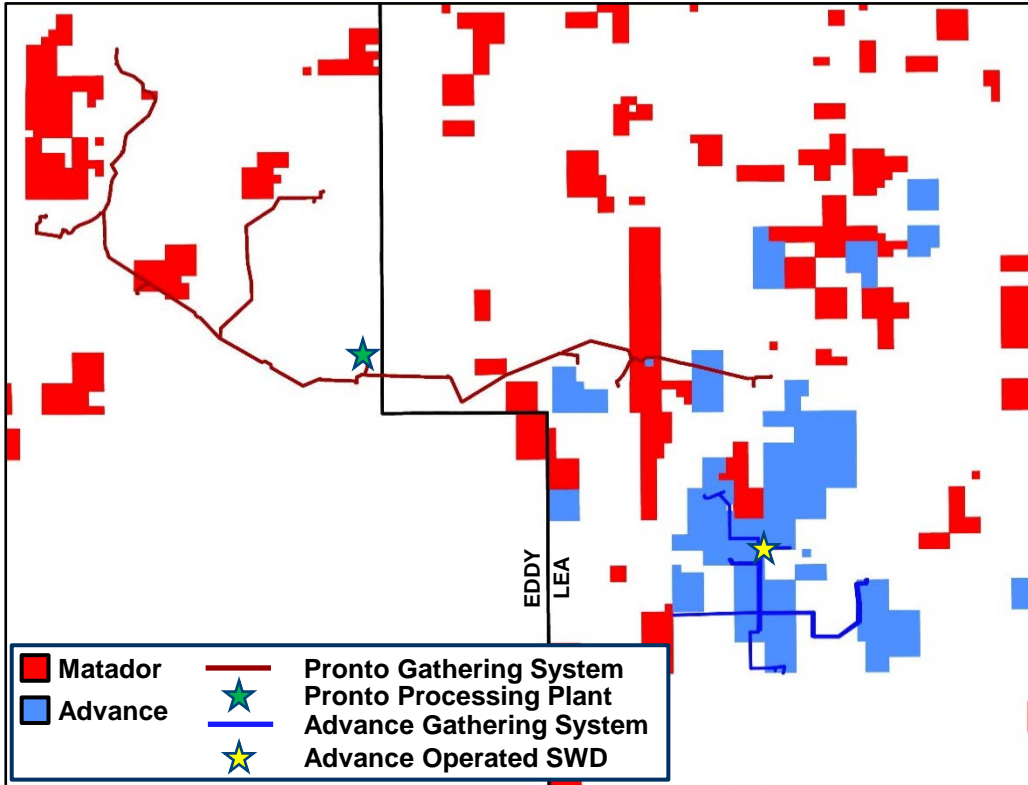 EDDY
LEA
Matador
Pronto Gathering System
Pronto Processing Plant
Advance
Advance Gathering System
Advance Operated SWD